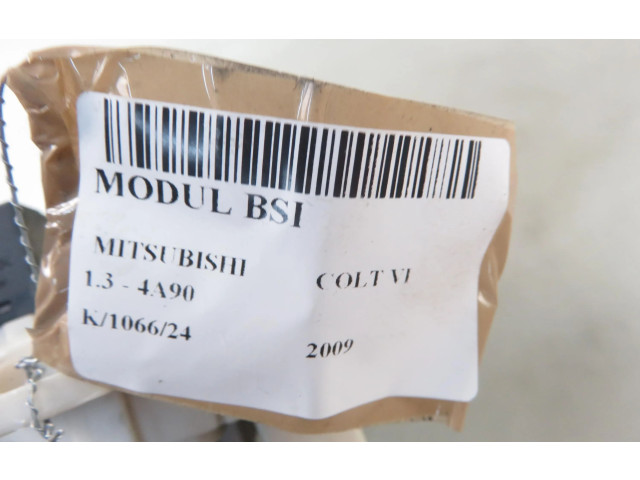 MODUL BSI
MITSUBISHI COLT VI
1.3 - 4A90
K/1066/24 2009